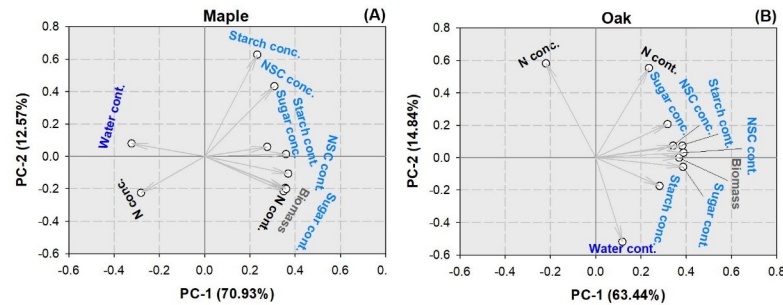 Maple
(A)
0.8
0.6
0.4
0.2
0.0
-0.2
-0.4
-0.6
PC-2 (12.57%)
Starch conc.
NSC conc.
Sugar conc.
Starch cont.
NSC cont.
Water cont.
N conc.
N cont.
Biomass
Sugar cont.
-0.6 -0.4 -0.2 0.0 0.2 0.4 0.6 0.8
PC-1 (70.93%)
Oak
(B)
0.8
0.6
0.4
0.2
0.0
-0.2
-0.4
-0.6
PC-2 (14.84%)
N conc.
N cont.
Sugar conc.
NSC conc.
Starch cont.
NSC cont.
Biomass
Starch conc.
Sugar cont.
Water cont.
-0.6 -0.4 -0.2 0.0 0.2 0.4 0.6 0.8
PC-1 (63.44%)